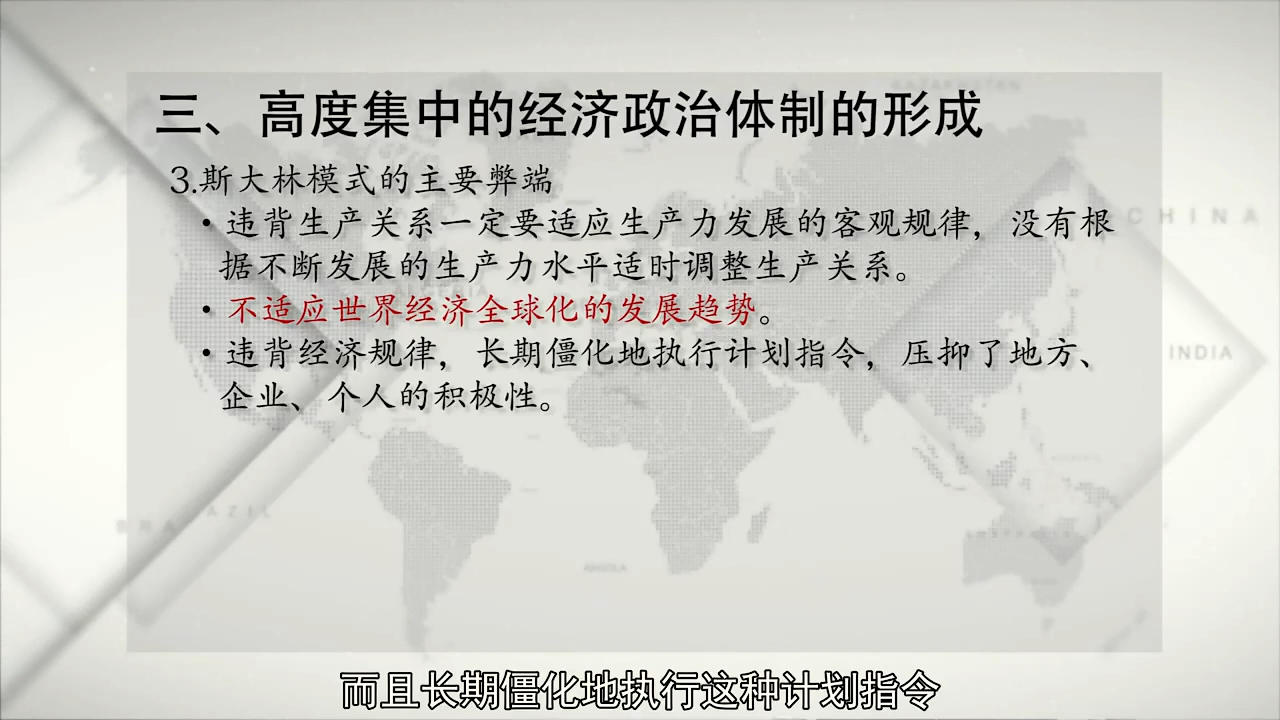 三、高度集中的经济政治体制的形成
3.斯大林模式的主要弊端
•违背生产关系一定要适应生产力发展的客观规律，没有根
据不断发展的生产力水平适时调整生产关系。
•不适应世界经济全球化的发展趋势。
•违背经济规律，长期僵化地执行计划指令，压抑了地方、
企业、个人的积极性。
CHINA
INDIA
BRAZIL
ANGOLA
而且长期僵化地执行这种计划指令